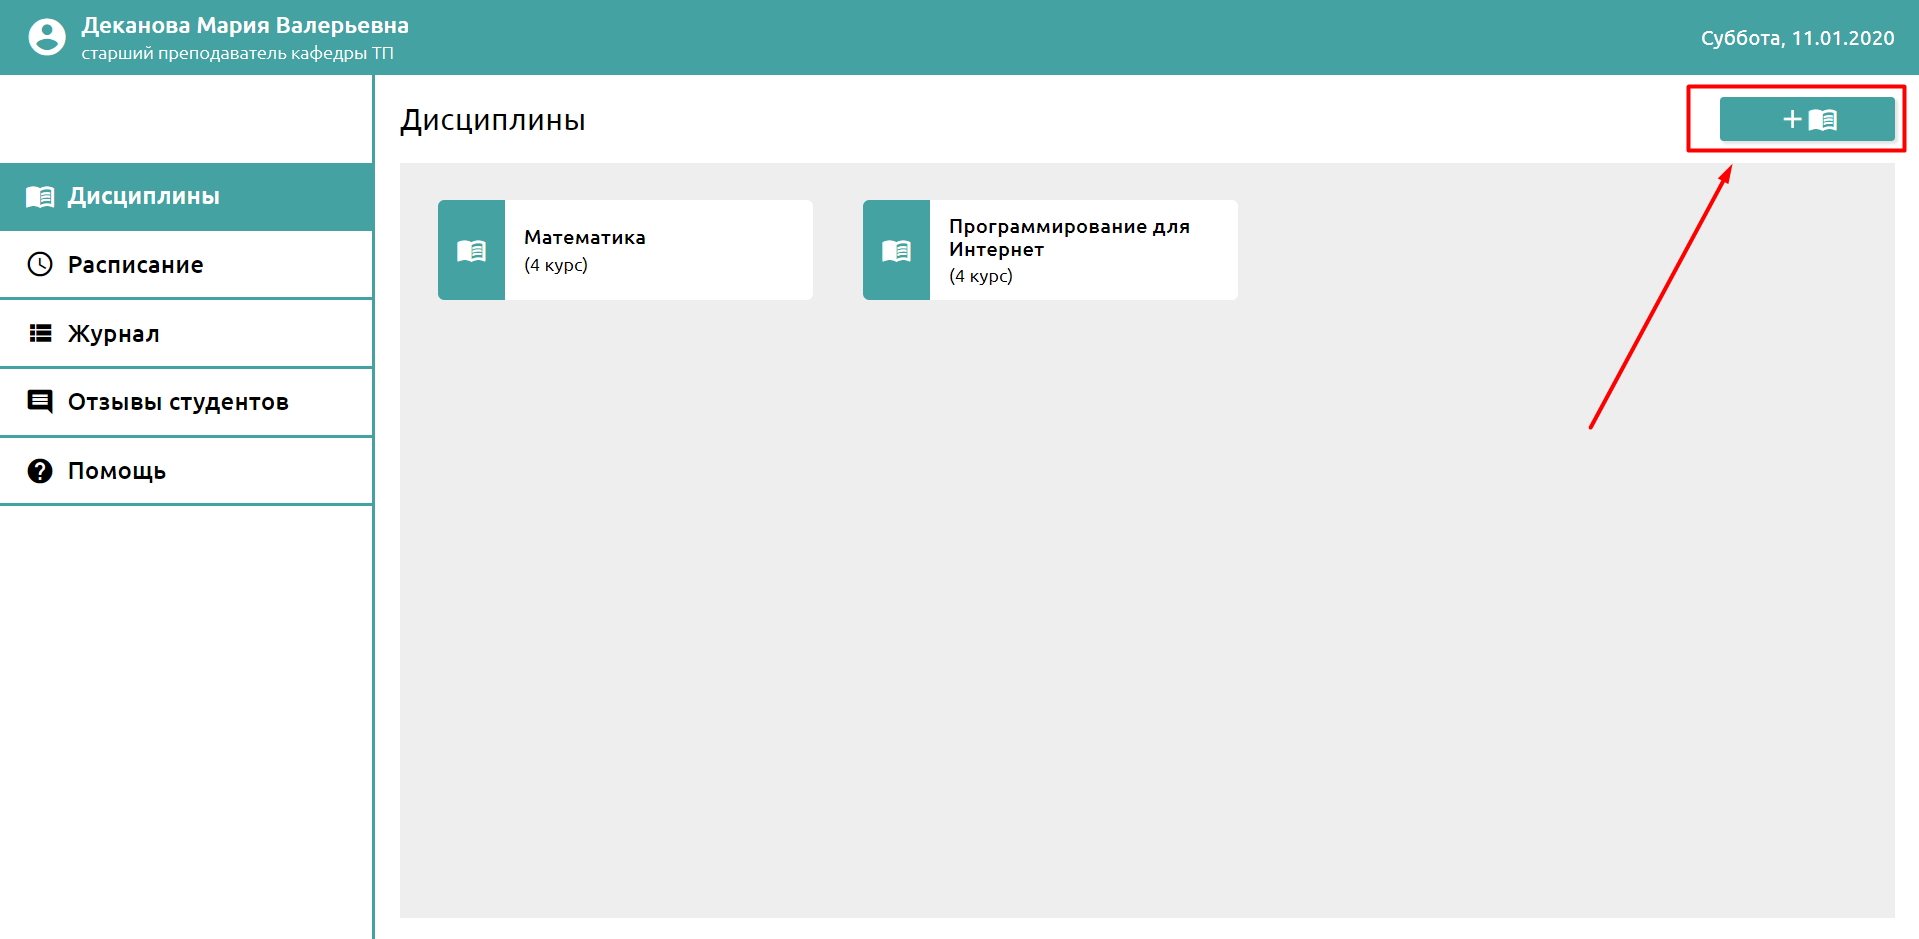 Деканова Мария Валерьевна
старший преподаватель кафедры ТП
Суббота, 11.01.2020
Дисциплины
Расписание
Журнал
Отзывы студентов
Помощь
Дисциплины
+
Математика
(4 курс)
Программирование для
Интернет
(4 курс)